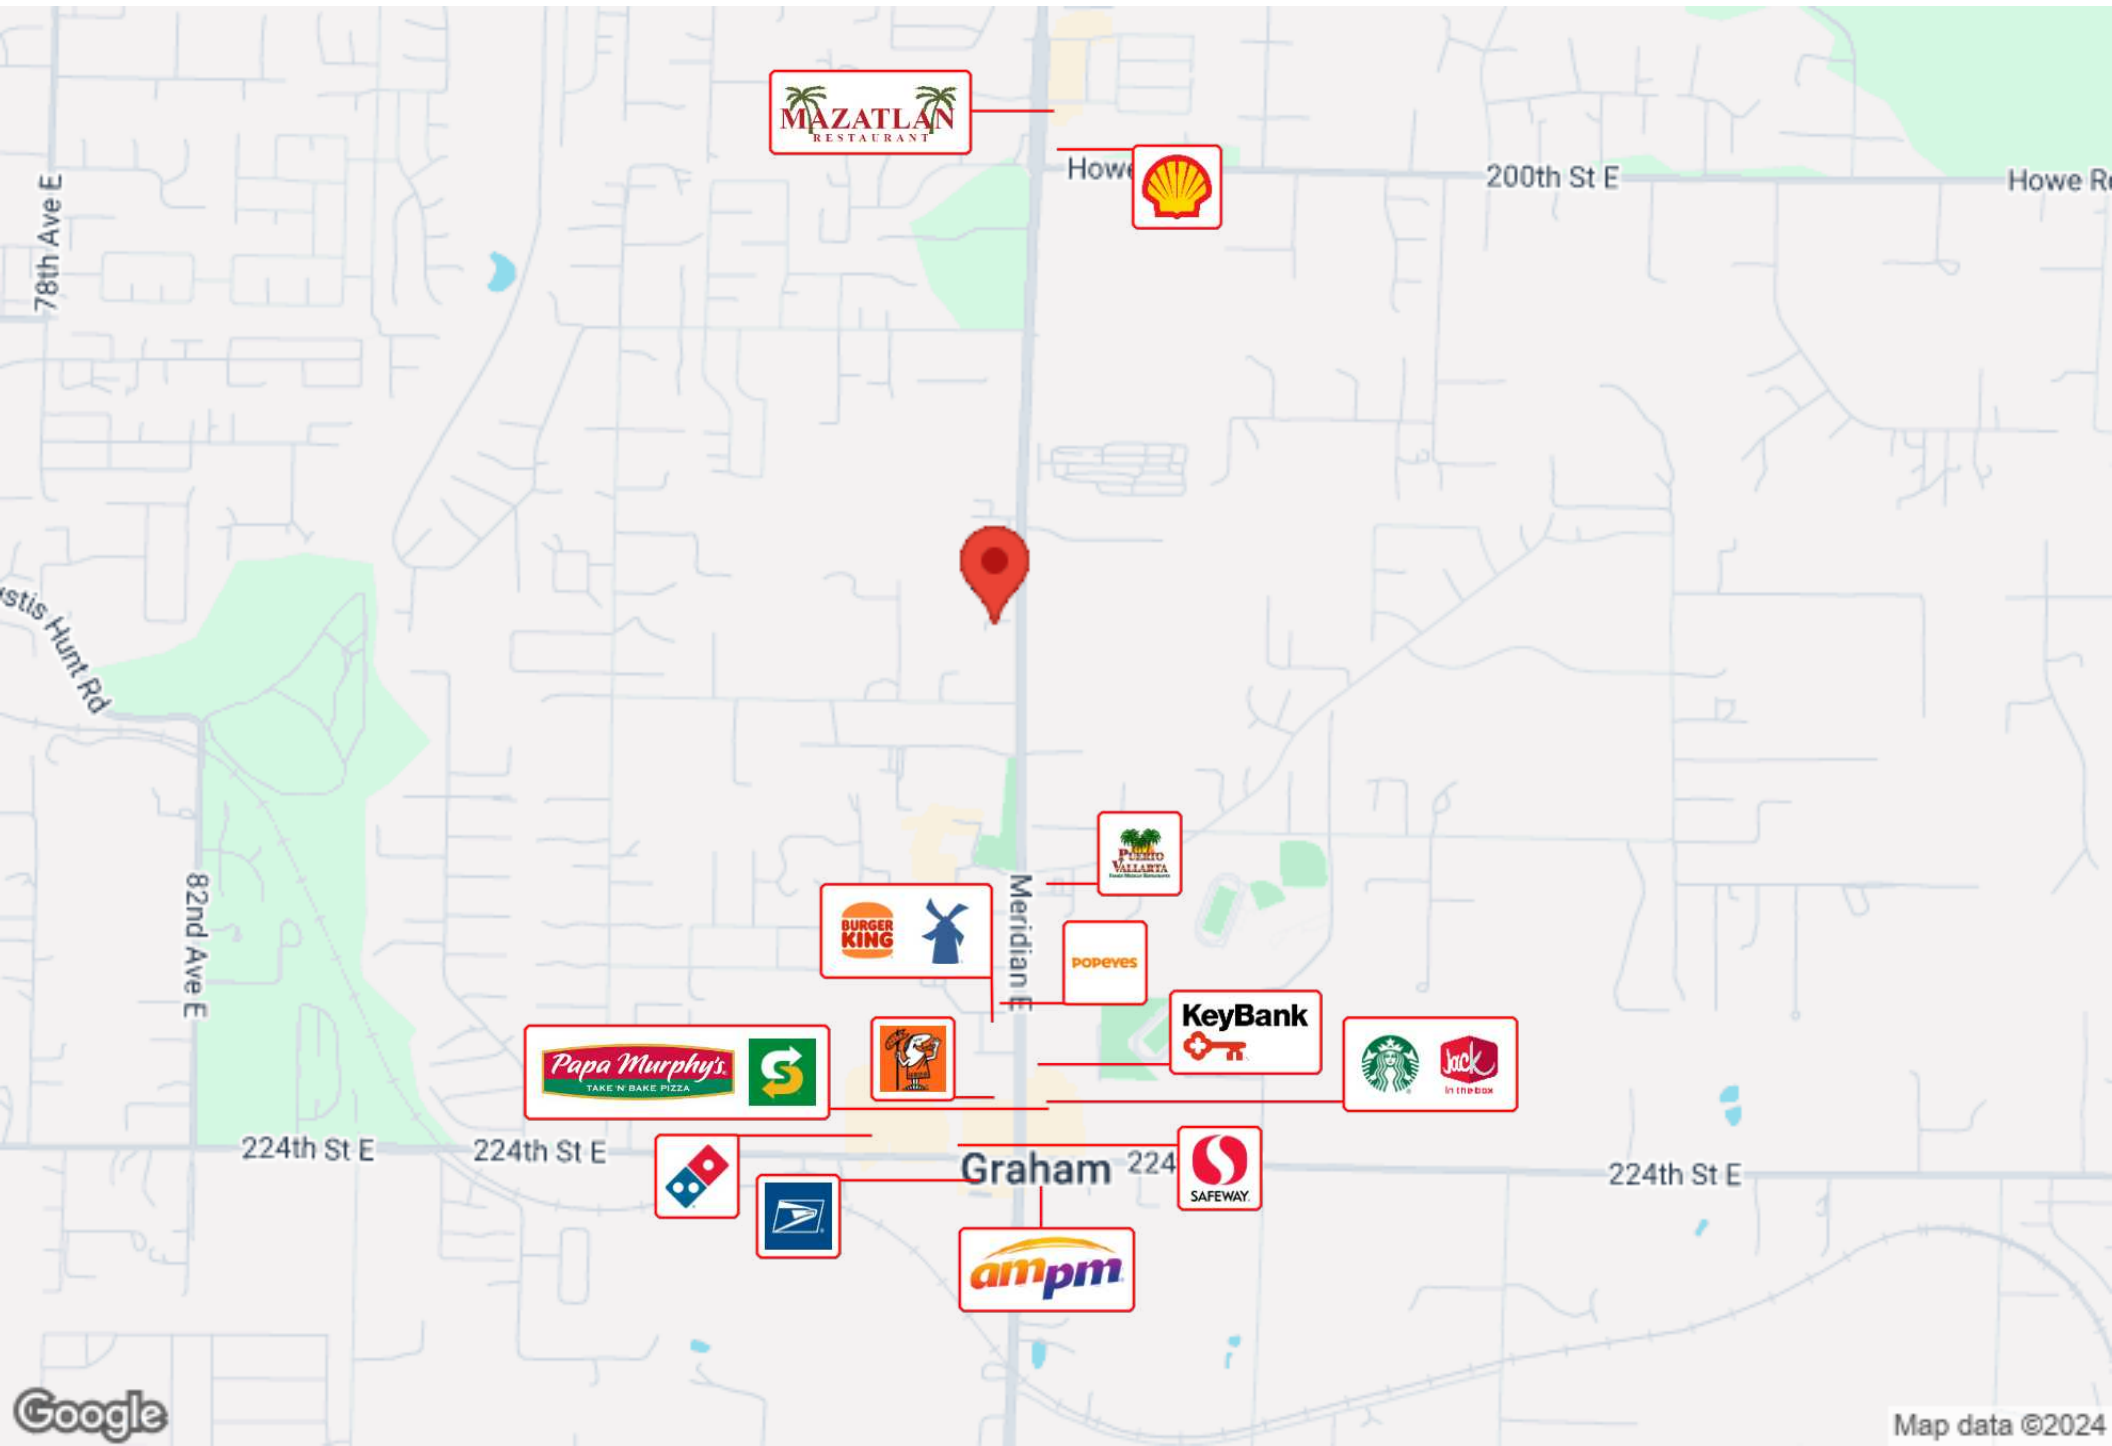 MAZATLAN
RESTAURANT
Howe
200th St E
Howe R
78th Ave E
stis Hunt Rd
PUERTO
VALLARTA
82nd Ave E
Meridian E
BURGER
KING
POPEYES
KeyBank
Papa Murphy's
TAKE 'N' BAKE PIZZA
S
Jack
in the box
224th St E
224th St E
Graham
224
SAFEWAY
224th St E
ampm
Google
Map data ©2024